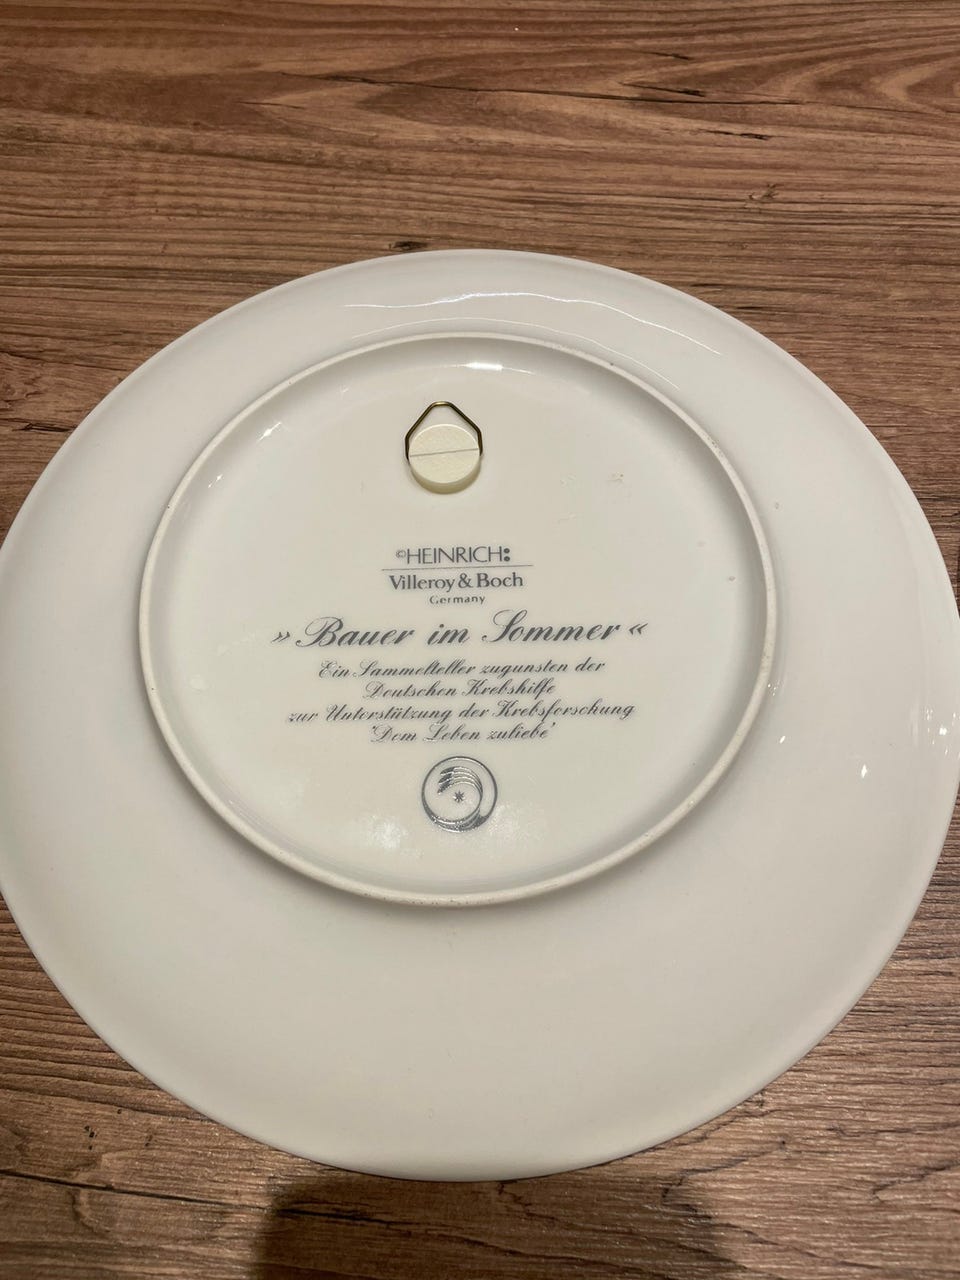 ©HEINRICH:
Villeroy & Boch
Germany
»Bauer im Sommer«
Ein Sammelteller zugunsten der
Deutschen Krebshilfe
zur Unterstützung der Krebsforschung
'Dem Leben zuliebe'